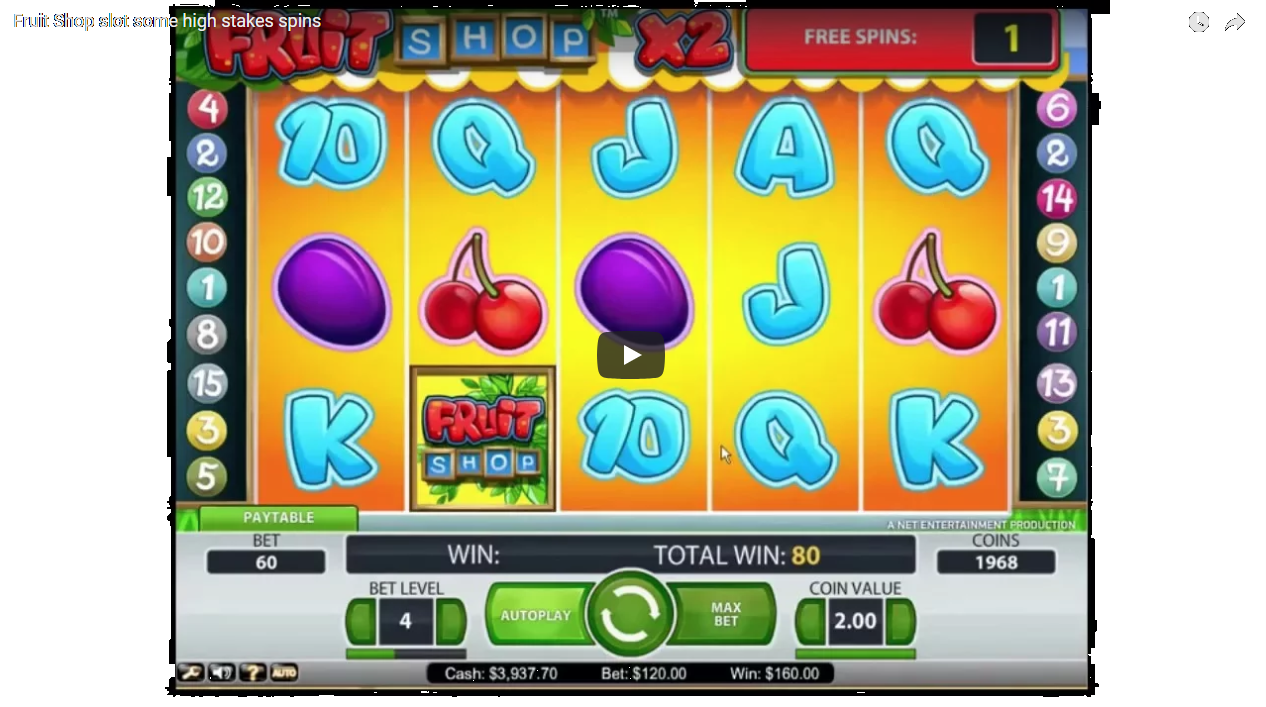 Fruit Shop slot some high stakes spins
FRUIT SHOP ™ X2
FREE SPINS: 1
4 10 Q J A Q 6
2 2
12 14
10 9
1 J 1
8 11
15 13
3 K FRUIT SHOP 10 Q K 3
5 7
PAYTABLE
A NET ENTERTAINMENT PRODUCTION
BET WIN: TOTAL WIN: 80 COINS
60 1968
BET LEVEL COIN VALUE
4 AUTOPLAY MAX BET 2.00
? AUTO Cash: $3,937.70 Bet: $120.00 Win: $160.00